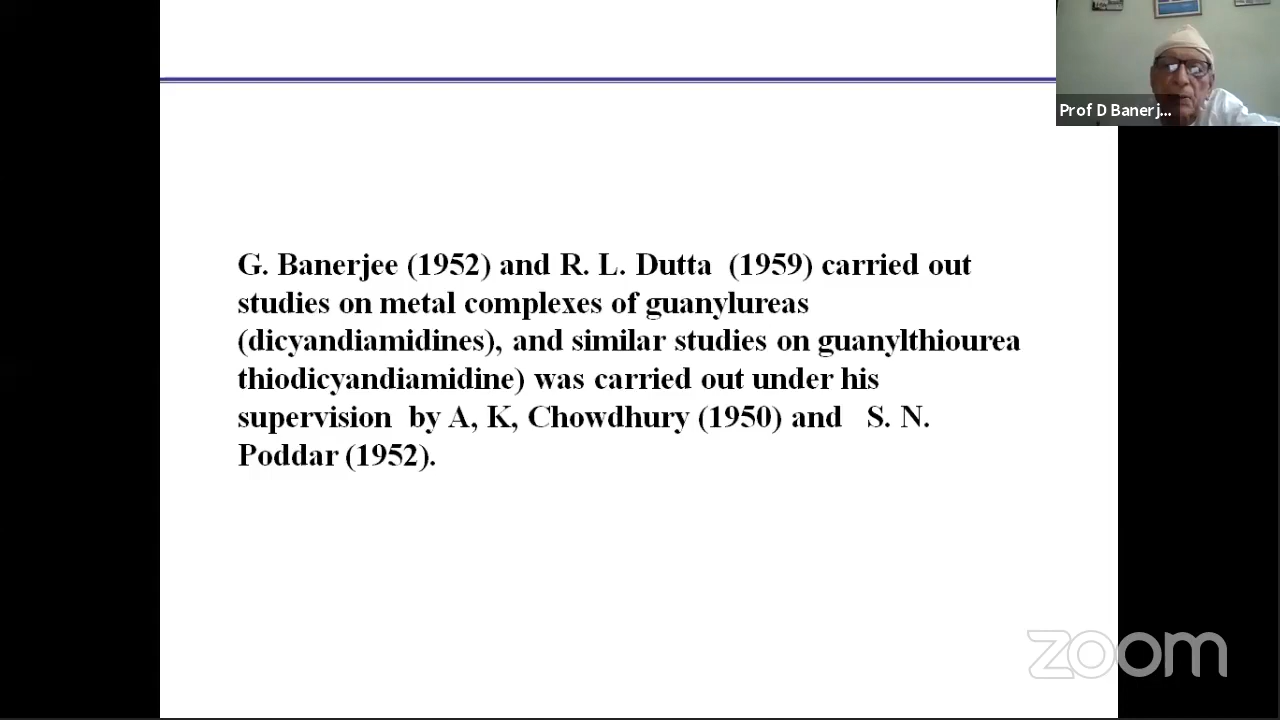 Prof D Banerj...
G. Banerjee (1952) and R. L. Dutta (1959) carried out
studies on metal complexes of guanylureas
(dicyandiamidines), and similar studies on guanylthiourea
thiodicyandiamidine) was carried out under his
supervision by A, K, Chowdhury (1950) and S. N.
Poddar (1952).
zoom